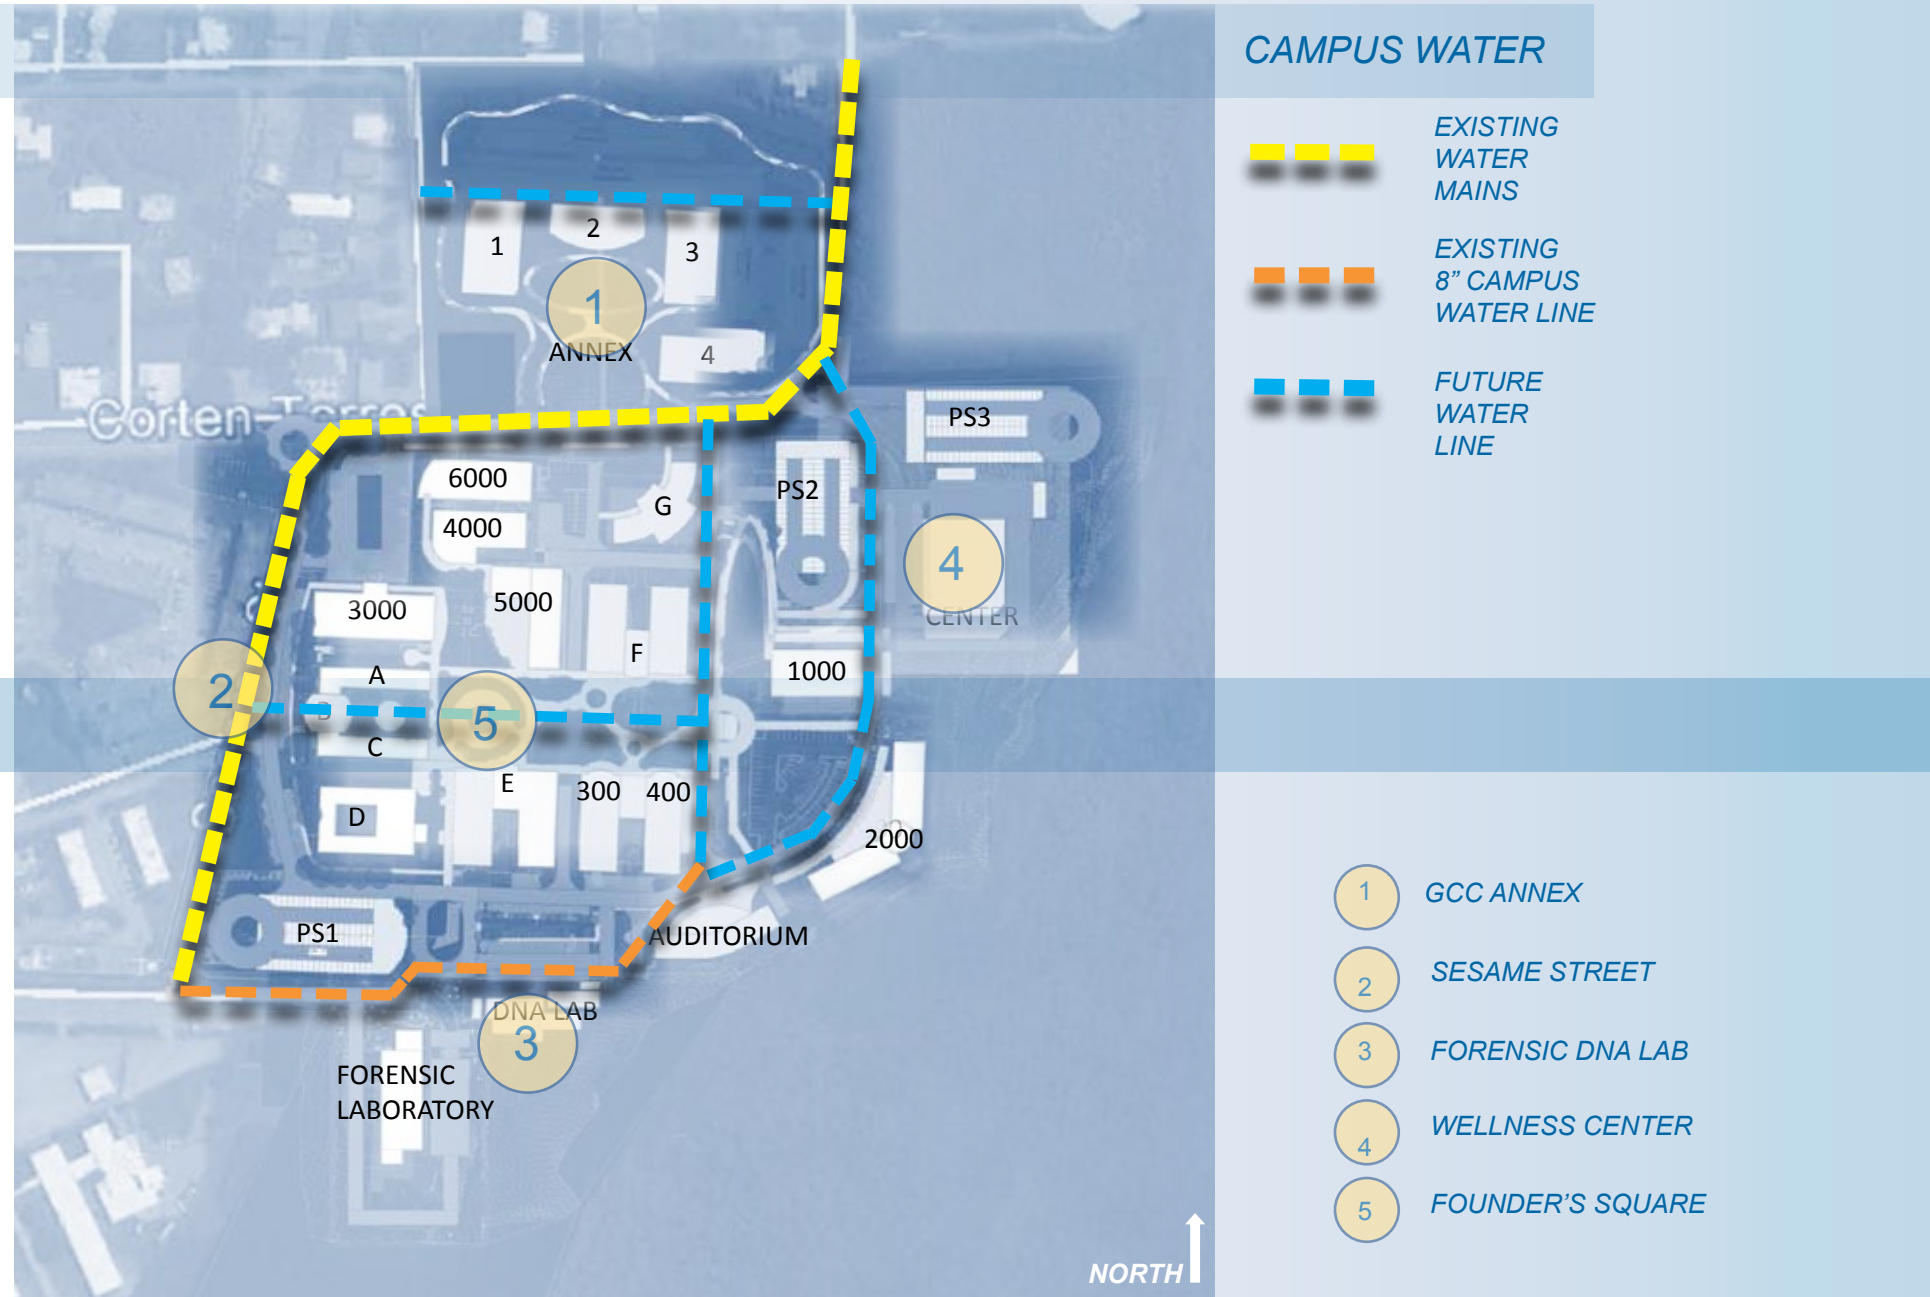 CAMPUS WATER
EXISTING
WATER
MAINS
EXISTING
8” CAMPUS
WATER LINE
FUTURE
WATER
LINE
1
2
3
1
ANNEX
4
Corten-Torres
PS3
6000
PS2
G
4000
4
5000
3000
CENTER
F
1000
A
2
B
5
C
E
300
400
D
2000
PS1
AUDITORIUM
DNA LAB
3
FORENSIC
LABORATORY
NORTH
1 GCC ANNEX
2 SESAME STREET
3 FORENSIC DNA LAB
4 WELLNESS CENTER
5 FOUNDER’S SQUARE